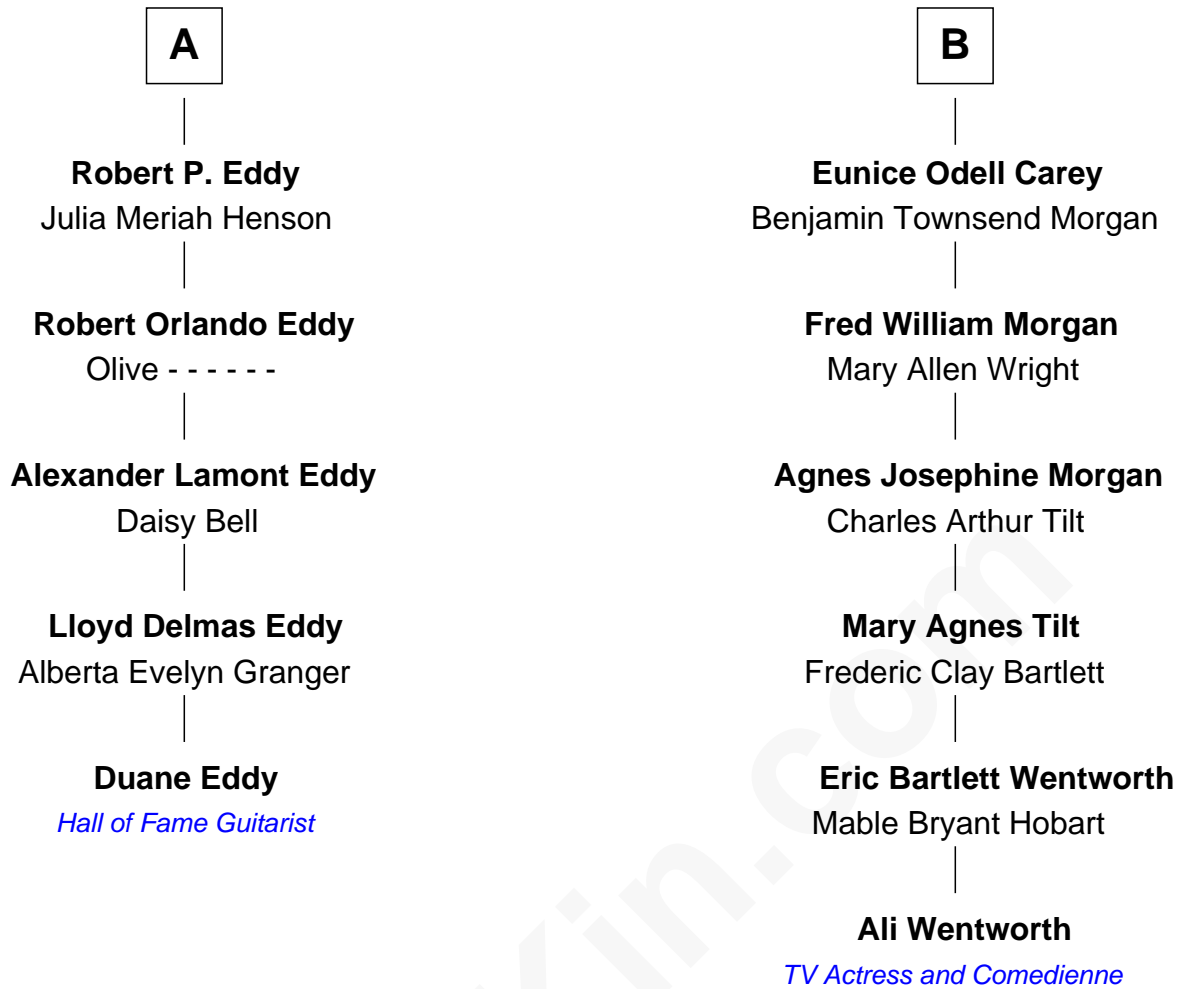 A
Robert P. Eddy
Julia Meriah Henson
Robert Orlando Eddy
Olive - - - - - -
Alexander Lamont Eddy
Daisy Bell
Lloyd Delmas Eddy
Alberta Evelyn Granger
Duane Eddy
Hall of Fame Guitarist
B
Eunice Odell Carey
Benjamin Townsend Morgan
Fred William Morgan
Mary Allen Wright
Agnes Josephine Morgan
Charles Arthur Tilt
Mary Agnes Tilt
Frederic Clay Bartlett
Eric Bartlett Wentworth
Mable Bryant Hobart
Ali Wentworth
TV Actress and Comedienne